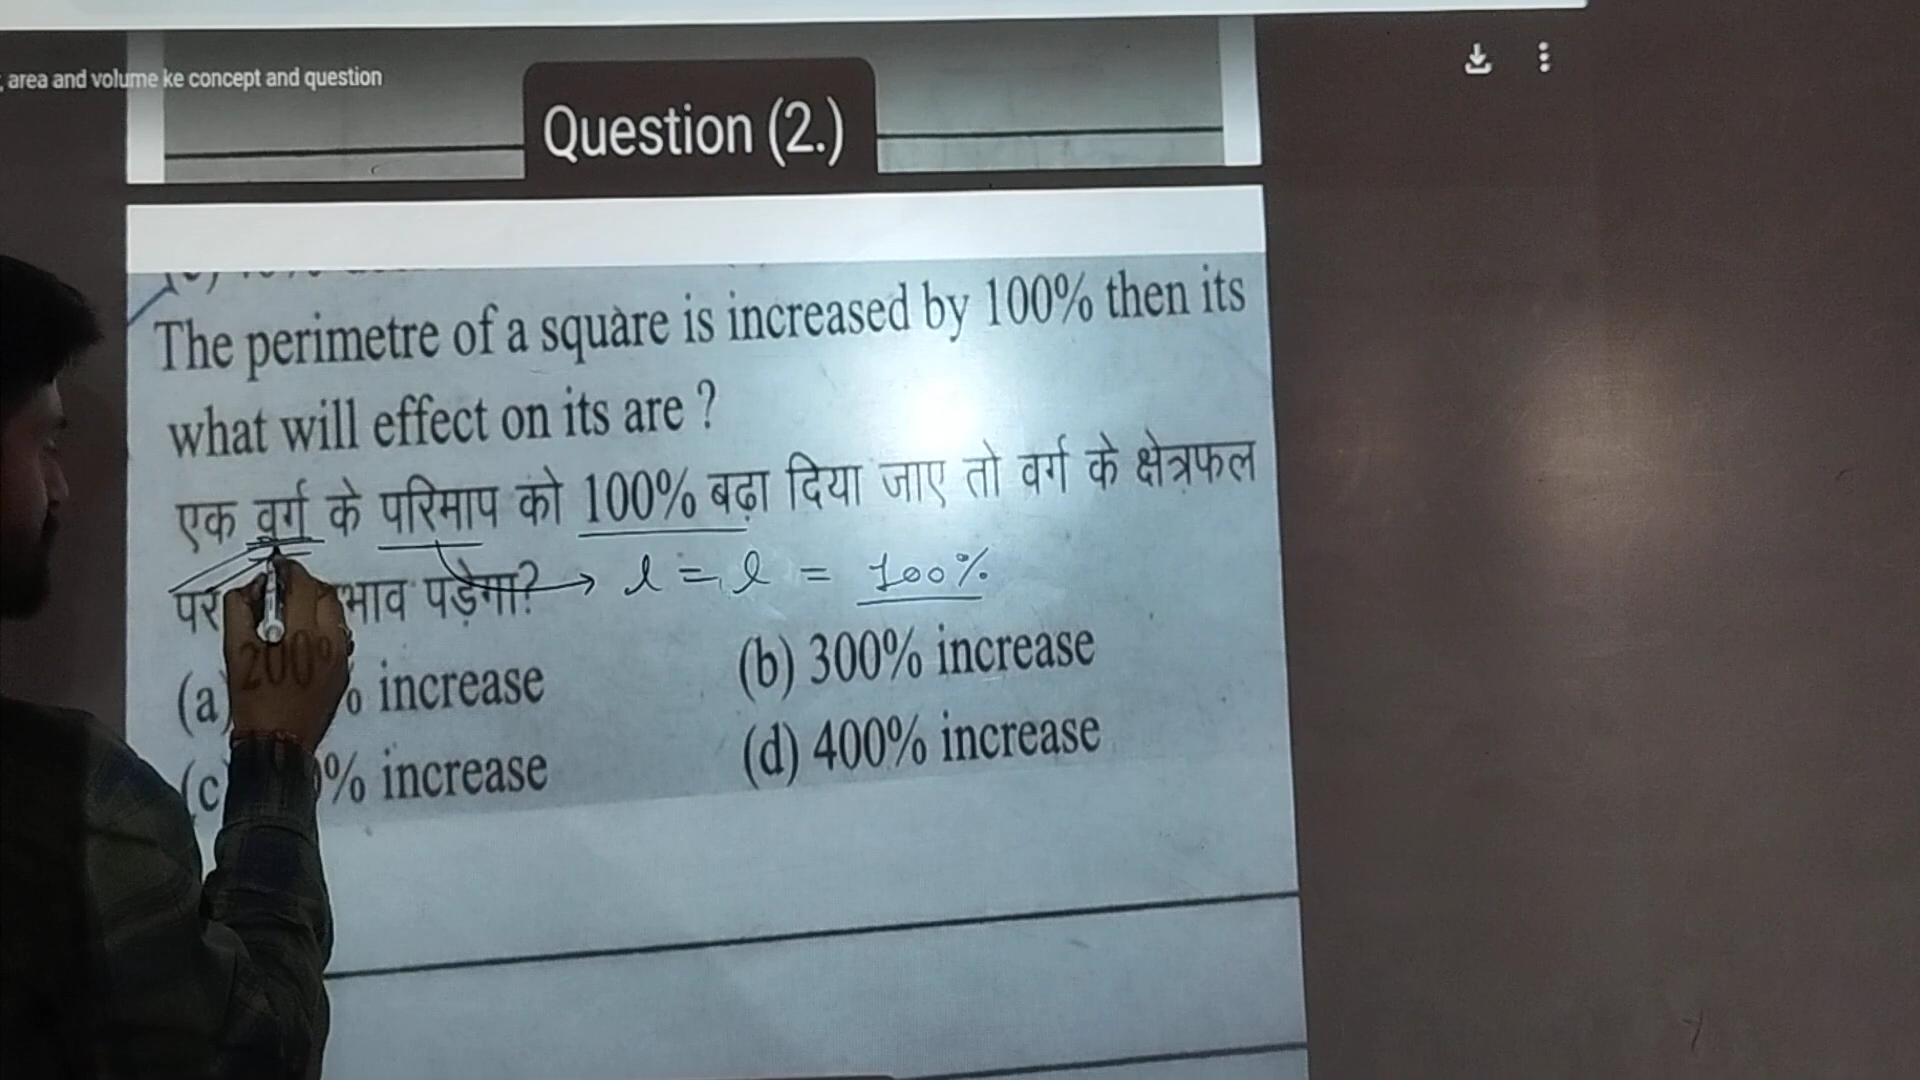 , area and volume ke concept and question
Question (2.)
The perimetre of a square is increased by 100% then its
what will effect on its are ?
एक वर्ग के परिमाप को 100% बढ़ा दिया जाए तो वर्ग के क्षेत्रफल
पर पड़ेगा?
l = l = 100%
(a) 200% increase
(b) 300% increase
(c) % increase
(d) 400% increase